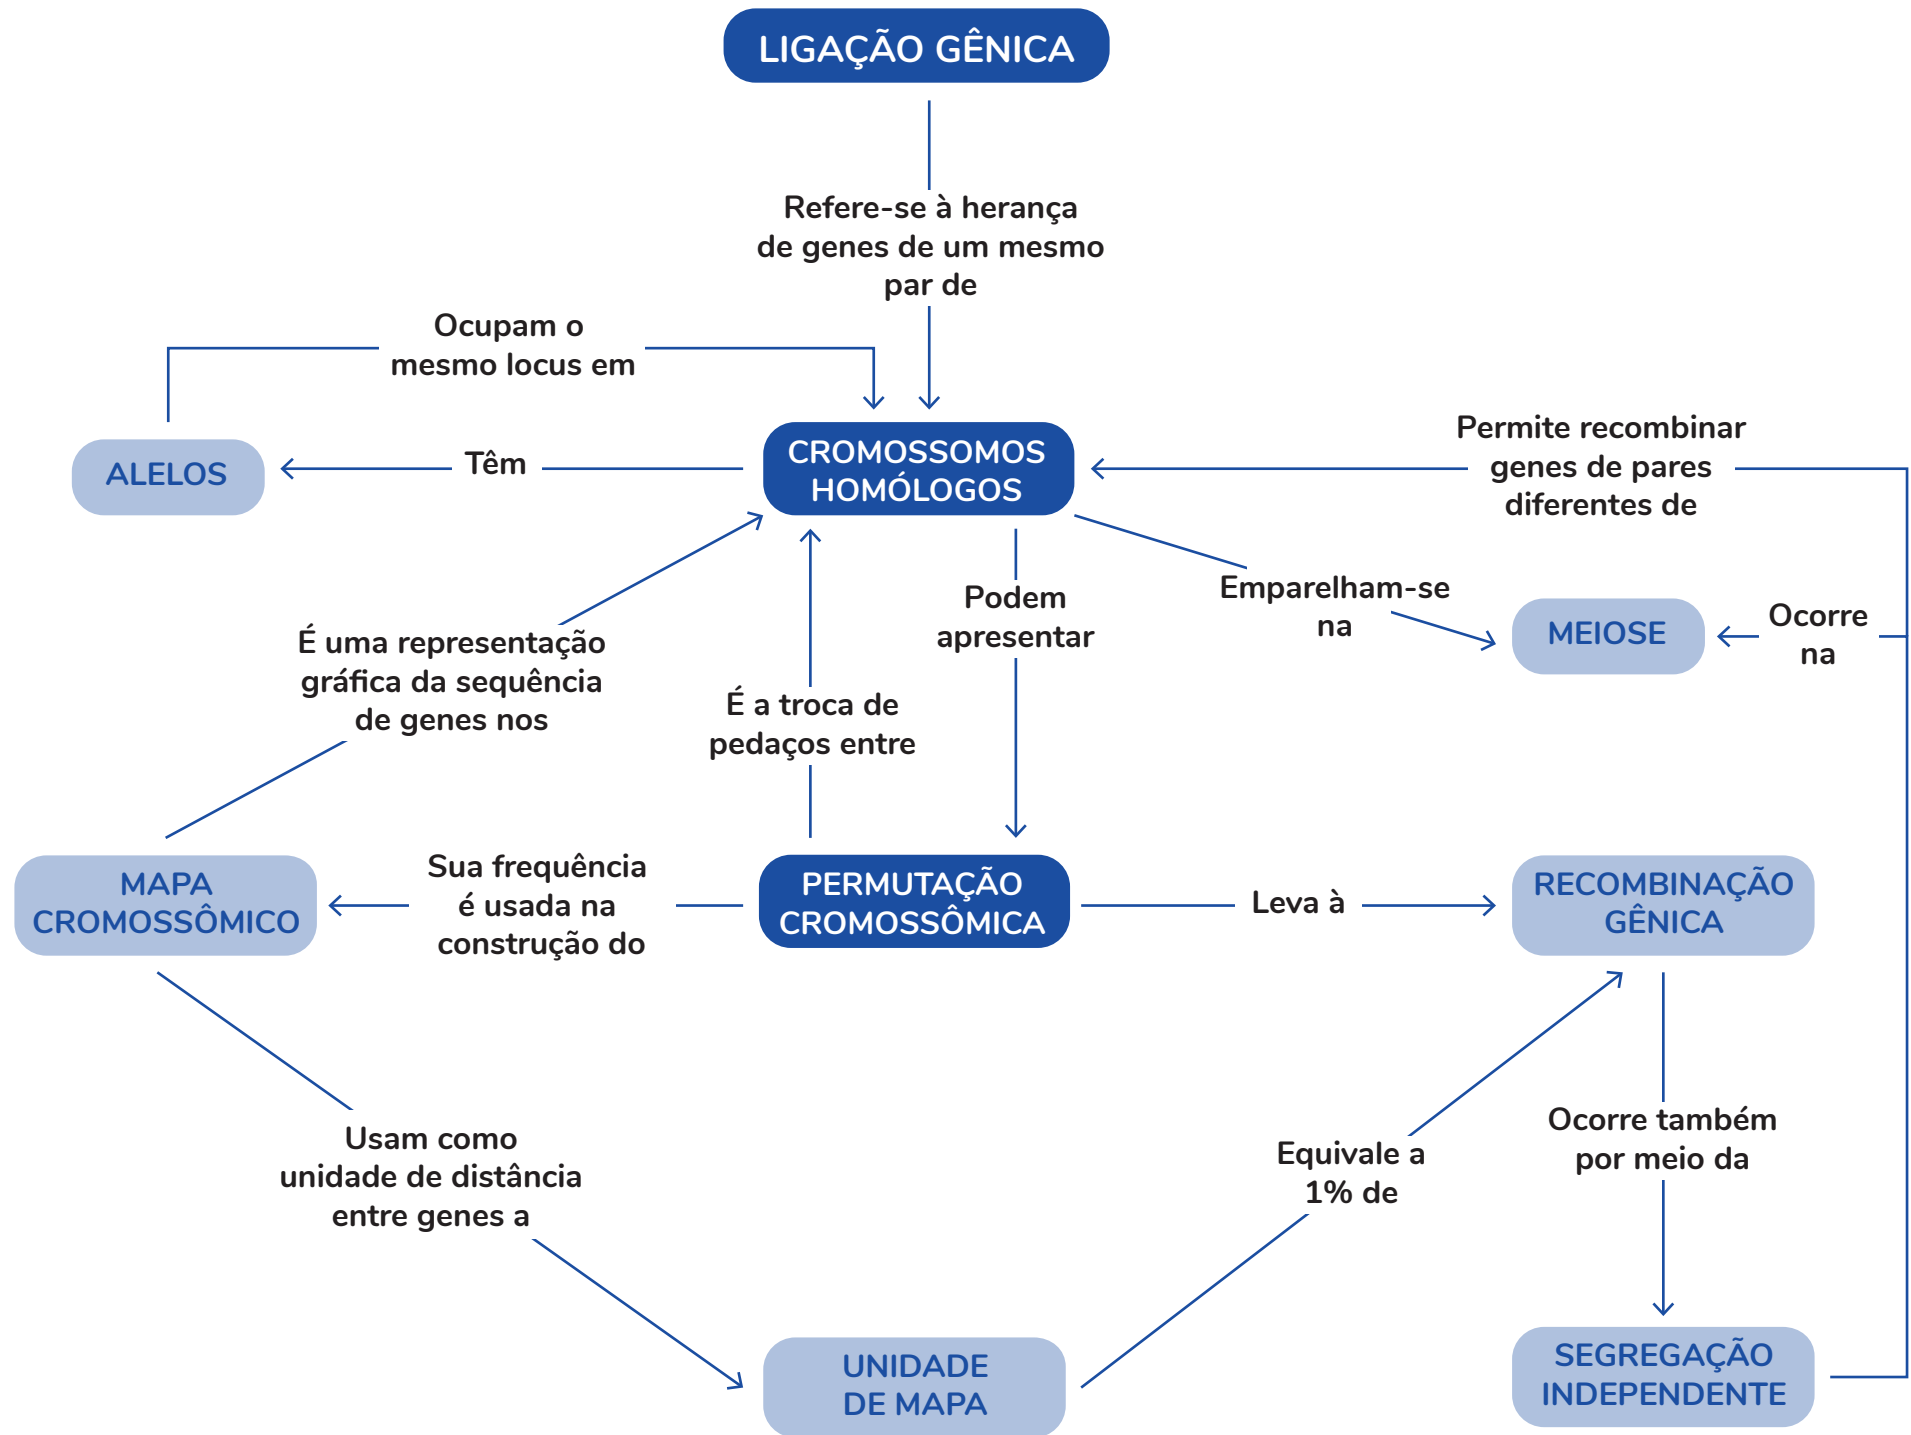 LIGAÇÃO GÊNICA
Refere-se à herança
de genes de um mesmo
par de
Ocupam o
mesmo locus em
ALELOS
Têm
CROMOSSOMOS
HOMÓLOGOS
Permite recombinar
genes de pares
diferentes de
Emparelham-se
na
MEIOSE
Ocorre
na
Podem
apresentar
É uma representação
gráfica da sequência
de genes nos
É a troca de
pedaços entre
MAPA
CROMOSSÔMICO
Sua frequência
é usada na
construção do
PERMUTAÇÃO
CROMOSSÔMICA
Leva à
RECOMBINAÇÃO
GÊNICA
Usam como
unidade de distância
entre genes a
Equivale a
1% de
Ocorre também
por meio da
UNIDADE
DE MAPA
SEGREGAÇÃO
INDEPENDENTE